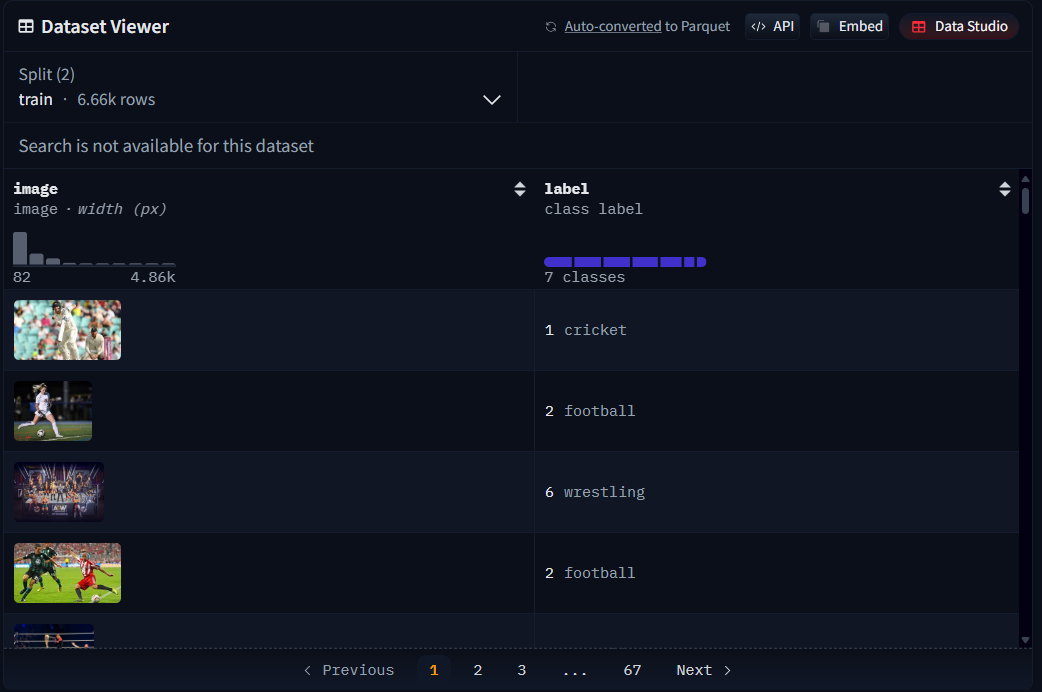 Dataset Viewer
Auto-converted to Parquet
</> API
Embed
Data Studio
Split (2)
train · 6.66k rows
Search is not available for this dataset
image
image · width (px)
82 4.86k
label
class label
7 classes
1 cricket
2 football
6 wrestling
AEW
2 football
< Previous 1 2 3 ... 67 Next >